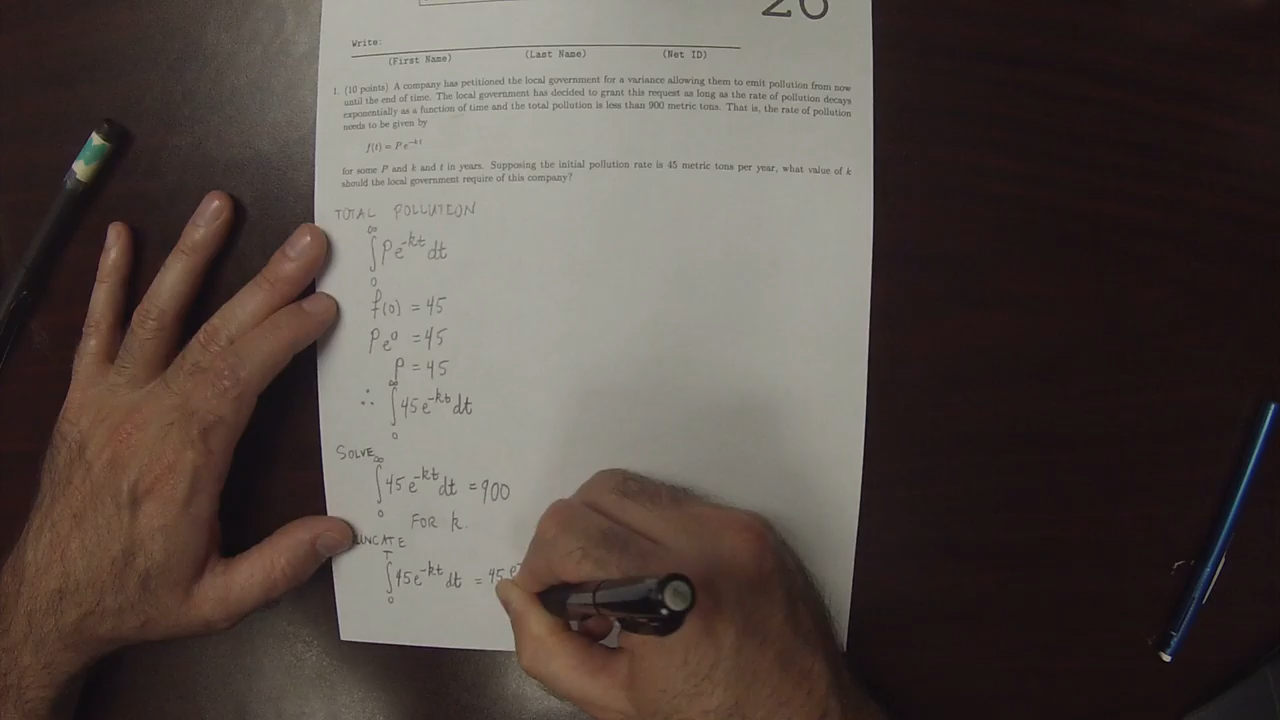 20
Write:
(First Name) (Last Name) (Net ID)
1. (10 points) A company has petitioned the local government for a variance allowing them to emit pollution from now
until the end of time. The local government has decided to grant this request as long as the rate of pollution decays
exponentially as a function of time and the total pollution is less than 900 metric tons. That is, the rate of pollution
needs to be given by
f(t) = Pe^{-kt}
for some P and k and t in years. Supposing the initial pollution rate is 45 metric tons per year, what value of k
should the local government require of this company?
TOTAL POLLUTION
∫_0^∞ Pe^{-kt} dt
f(0) = 45
Pe^0 = 45
P = 45
∴ ∫_0^∞ 45e^{-kt} dt
SOLVE
∫_0^∞ 45e^{-kt} dt = 900
FOR k.
UNCATE
∫_0^T 45e^{-kt} dt = 45 e^-